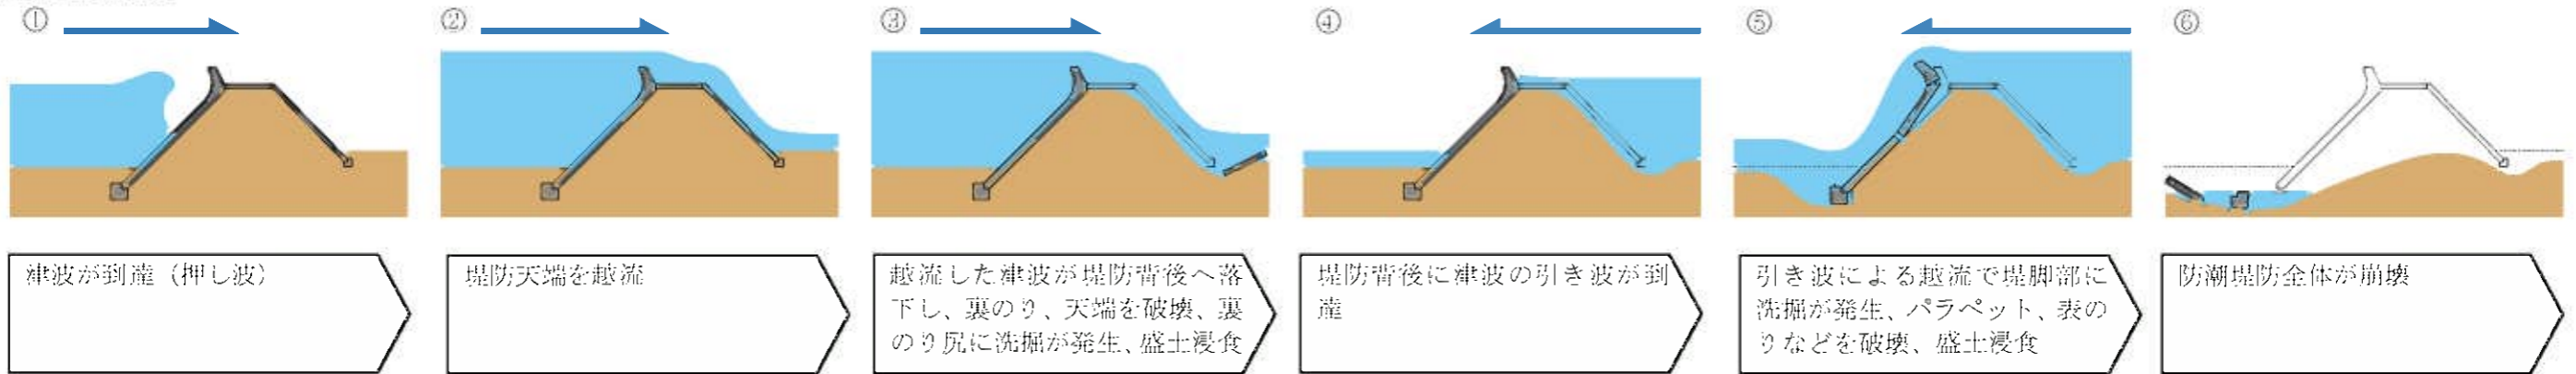 ①
②
③
④
⑤
⑥
津波が到達（押し波）
堤防天端を越流
越流した津波が堤防背後へ落
下し、裏のり、天端を破壊、裏
のり尻に洗掘が発生、盛土浸食
堤防背後に津波の引き波が到
達
引き波による越流で堤脚部に
洗掘が発生、パラペット、表の
りなどを破壊、盛土浸食
防潮堤防全体が崩壊